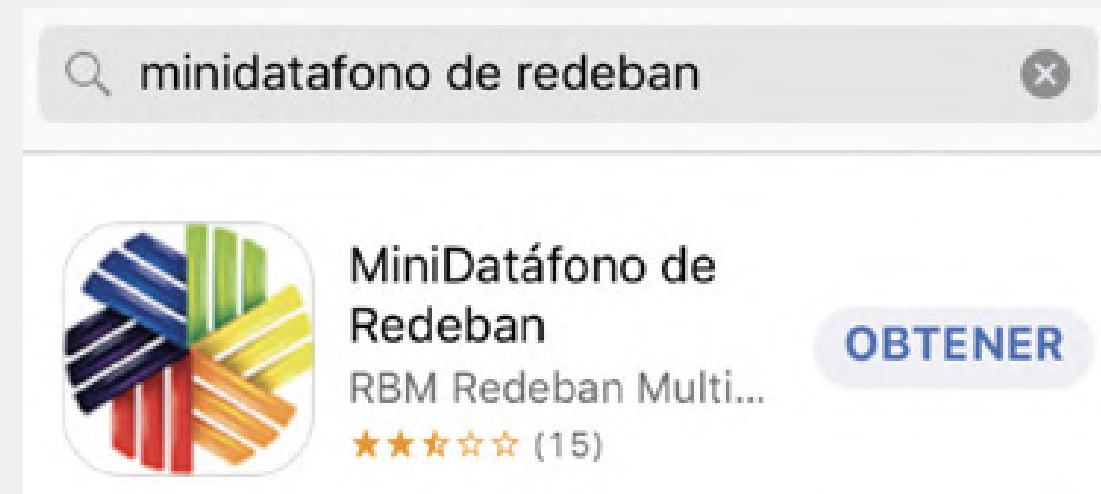 minidatafono de redeban
MiniDatáfono de
Redeban
OBTENER
RBM Redeban Multi...
(15)